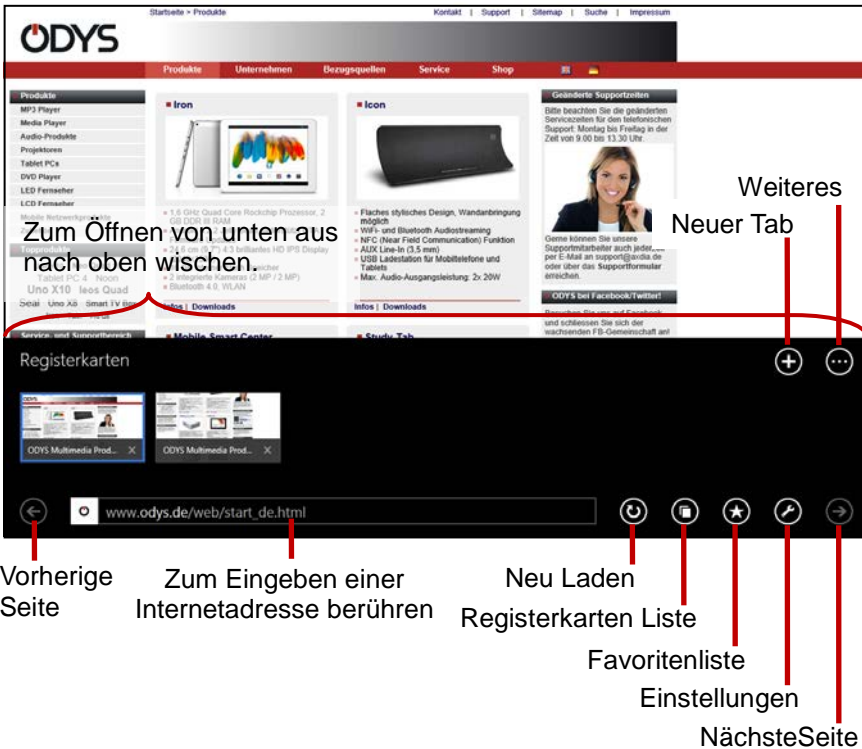 Startseite > Produkte
Kontakt | Support | Sitemap | Suche | Impressum
ODYS
Produkte Unternehmen Bezugsquellen Service Shop
Produkte
MP3 Player
Media Player
Audio-Produkte
Projektoren
Tablet PCs
DVD Player
LED Fernseher
LCD Fernseher
Mobile Netzwerkprodukte
Topprodukte
Tablet PC 4 Noon
Uno X10 Ieos Quad
Uno X8 Smart TV
Service- und Supportbereich
Iron
1,6 GHz Quad Core Rockchip Prozessor, 2
GB DDR III RAM
24,6 cm (9,7") 4:3 brilliantes HD IPS Display
2 integrierte Kameras (2 MP / 2 MP)
Bluetooth 4.0, WLAN
Infos | Downloads
Mobile Smart Center
Icon
Flaches stylisches Design, Wandanbringung
möglich
WiFi- und Bluetooth Audiostreaming
NFC (Near Field Communication) Funktion
AUX Line-In (3,5 mm)
USB Ladestation für Mobiltelefone und
Tablets
Max. Audio-Ausgangsleistung: 2x 20W
Infos | Downloads
Study Tab
Geänderte Supportzeiten
Bitte beachten Sie die geänderten
Servicezeiten für den telefonischen
Support: Montag bis Freitag in der
Zeit von 9.00 bis 13.30 Uhr.
Gerne können Sie unsere
Supportmitarbeiter auch jederzeit
per E-Mail an support@axdia.de
oder über das Supportformular
erreichen.
ODYS bei Facebook/Twitter!
Besuchen Sie uns auf Facebook
und schliessen Sie sich der
wachsenden FB-Gemeinschaft an!
Weiteres
Neuer Tab
Zum Öffnen von unten aus
nach oben wischen.
Registerkarten
ODYS Multimedia Prod... X
ODYS Multimedia Prod... X
www.odys.de/web/start_de.html
Vorherige
Seite
Zum Eingeben einer
Internetadresse berühren
Neu Laden
Registerkarten Liste
Favoritenliste
Einstellungen
NächsteSeite